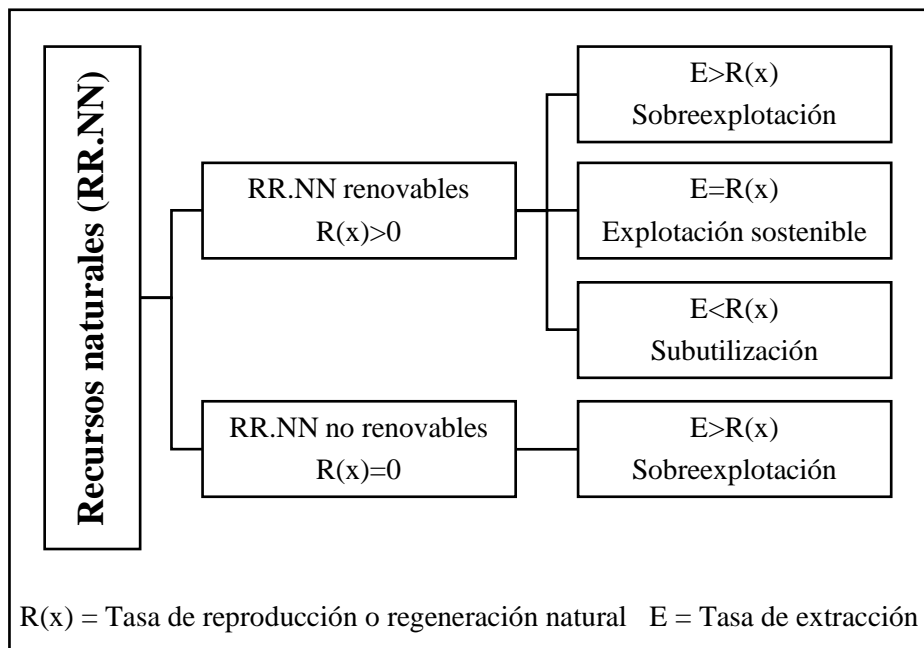 Recursos naturales (RR.NN)
RR.NN renovables
R(x)>0
E>R(x)
Sobreexplotación
E=R(x)
Explotación sostenible
E<R(x)
Subutilización
RR.NN no renovables
R(x)=0
E>R(x)
Sobreexplotación
R(x) = Tasa de reproducción o regeneración natural   E = Tasa de extracción